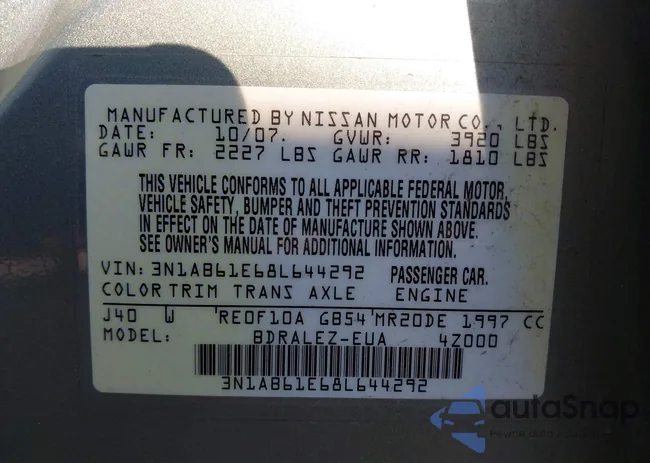 MANUFACTURED BY NISSAN MOTOR CO., LTD.
DATE: 10/07. GVWR: 3920 LBS
GAWR FR: 2227 LBS GAWR RR: 1810 LBS
THIS VEHICLE CONFORMS TO ALL APPLICABLE FEDERAL MOTOR
VEHICLE SAFETY, BUMPER AND THEFT PREVENTION STANDARDS
IN EFFECT ON THE DATE OF MANUFACTURE SHOWN ABOVE.
SEE OWNER'S MANUAL FOR ADDITIONAL INFORMATION.
VIN: 3N1AB61E68L644292 PASSENGER CAR.
COLOR TRIM TRANS AXLE ENGINE
J40 W RE0F10A GB54 MR20DE 1997 CC
MODEL: BDRALEZ-EUA 4Z000
3N1AB61E68L644292
autoSnap